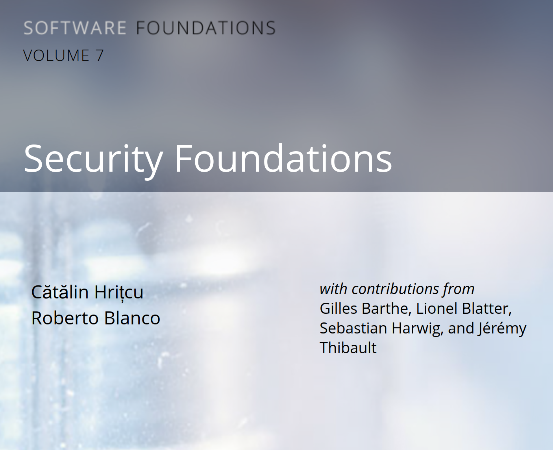 SOFTWARE FOUNDATIONS
VOLUME 7
Security Foundations
Cătălin Hrițcu
Roberto Blanco
with contributions from
Gilles Barthe, Lionel Blatter,
Sebastian Harwig, and Jérémy
Thibault